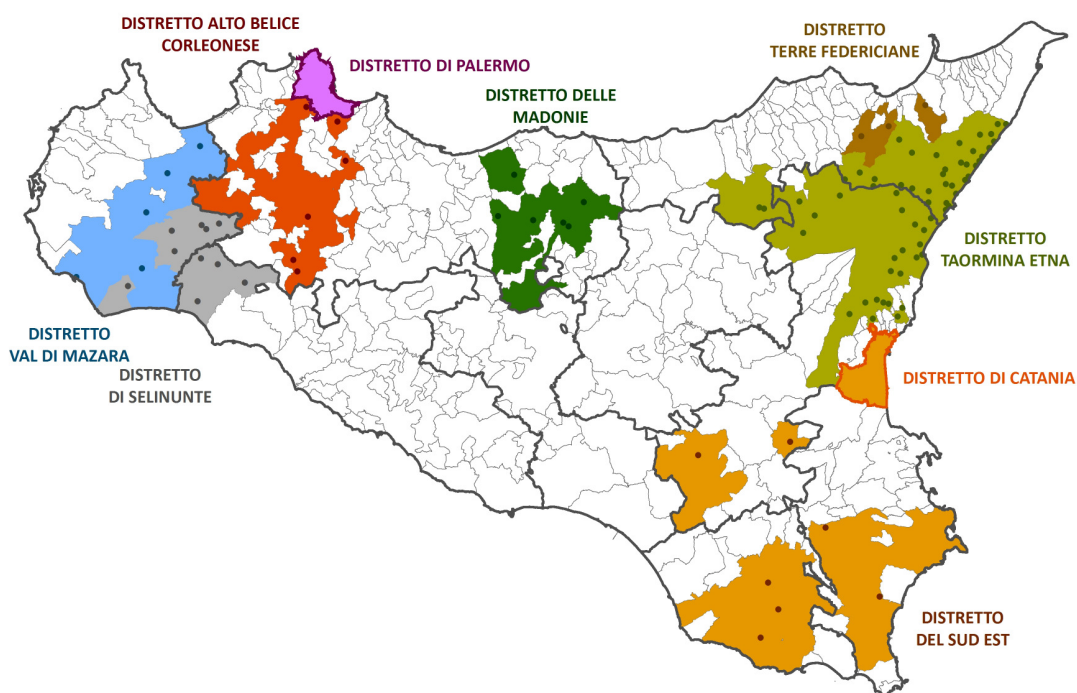 DISTRETTO ALTO BELICE
CORLEONESE
DISTRETTO DI PALERMO
DISTRETTO DELLE
MADONIE
DISTRETTO
TERRE FEDERICIANE
DISTRETTO
TAORMINA ETNA
DISTRETTO
VAL DI MAZARA
DISTRETTO
DI SELINUNTE
DISTRETTO DI CATANIA
DISTRETTO
DEL SUD EST